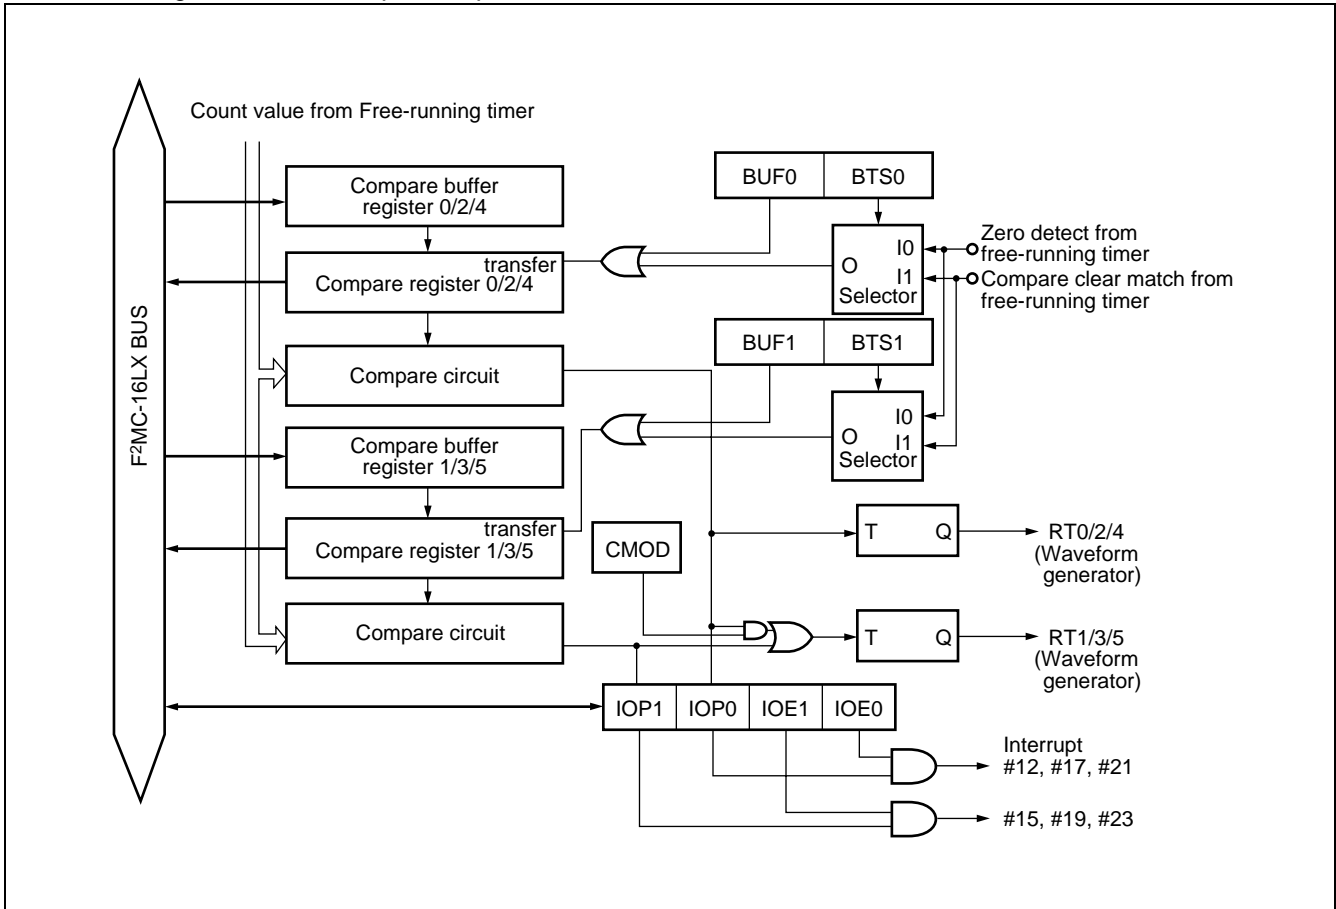 Count value from Free-running timer
F²MC-16LX BUS
Compare buffer
register 0/2/4
transfer
Compare register 0/2/4
Compare circuit
Compare buffer
register 1/3/5
transfer
Compare register 1/3/5
Compare circuit
BUF0 BTS0
I0
O
I1
Selector
Zero detect from
free-running timer
Compare clear match from
free-running timer
BUF1 BTS1
I0
O
I1
Selector
CMOD
T Q
RT0/2/4
(Waveform
generator)
T Q
RT1/3/5
(Waveform
generator)
IOP1 IOP0 IOE1 IOE0
Interrupt
#12, #17, #21
#15, #19, #23